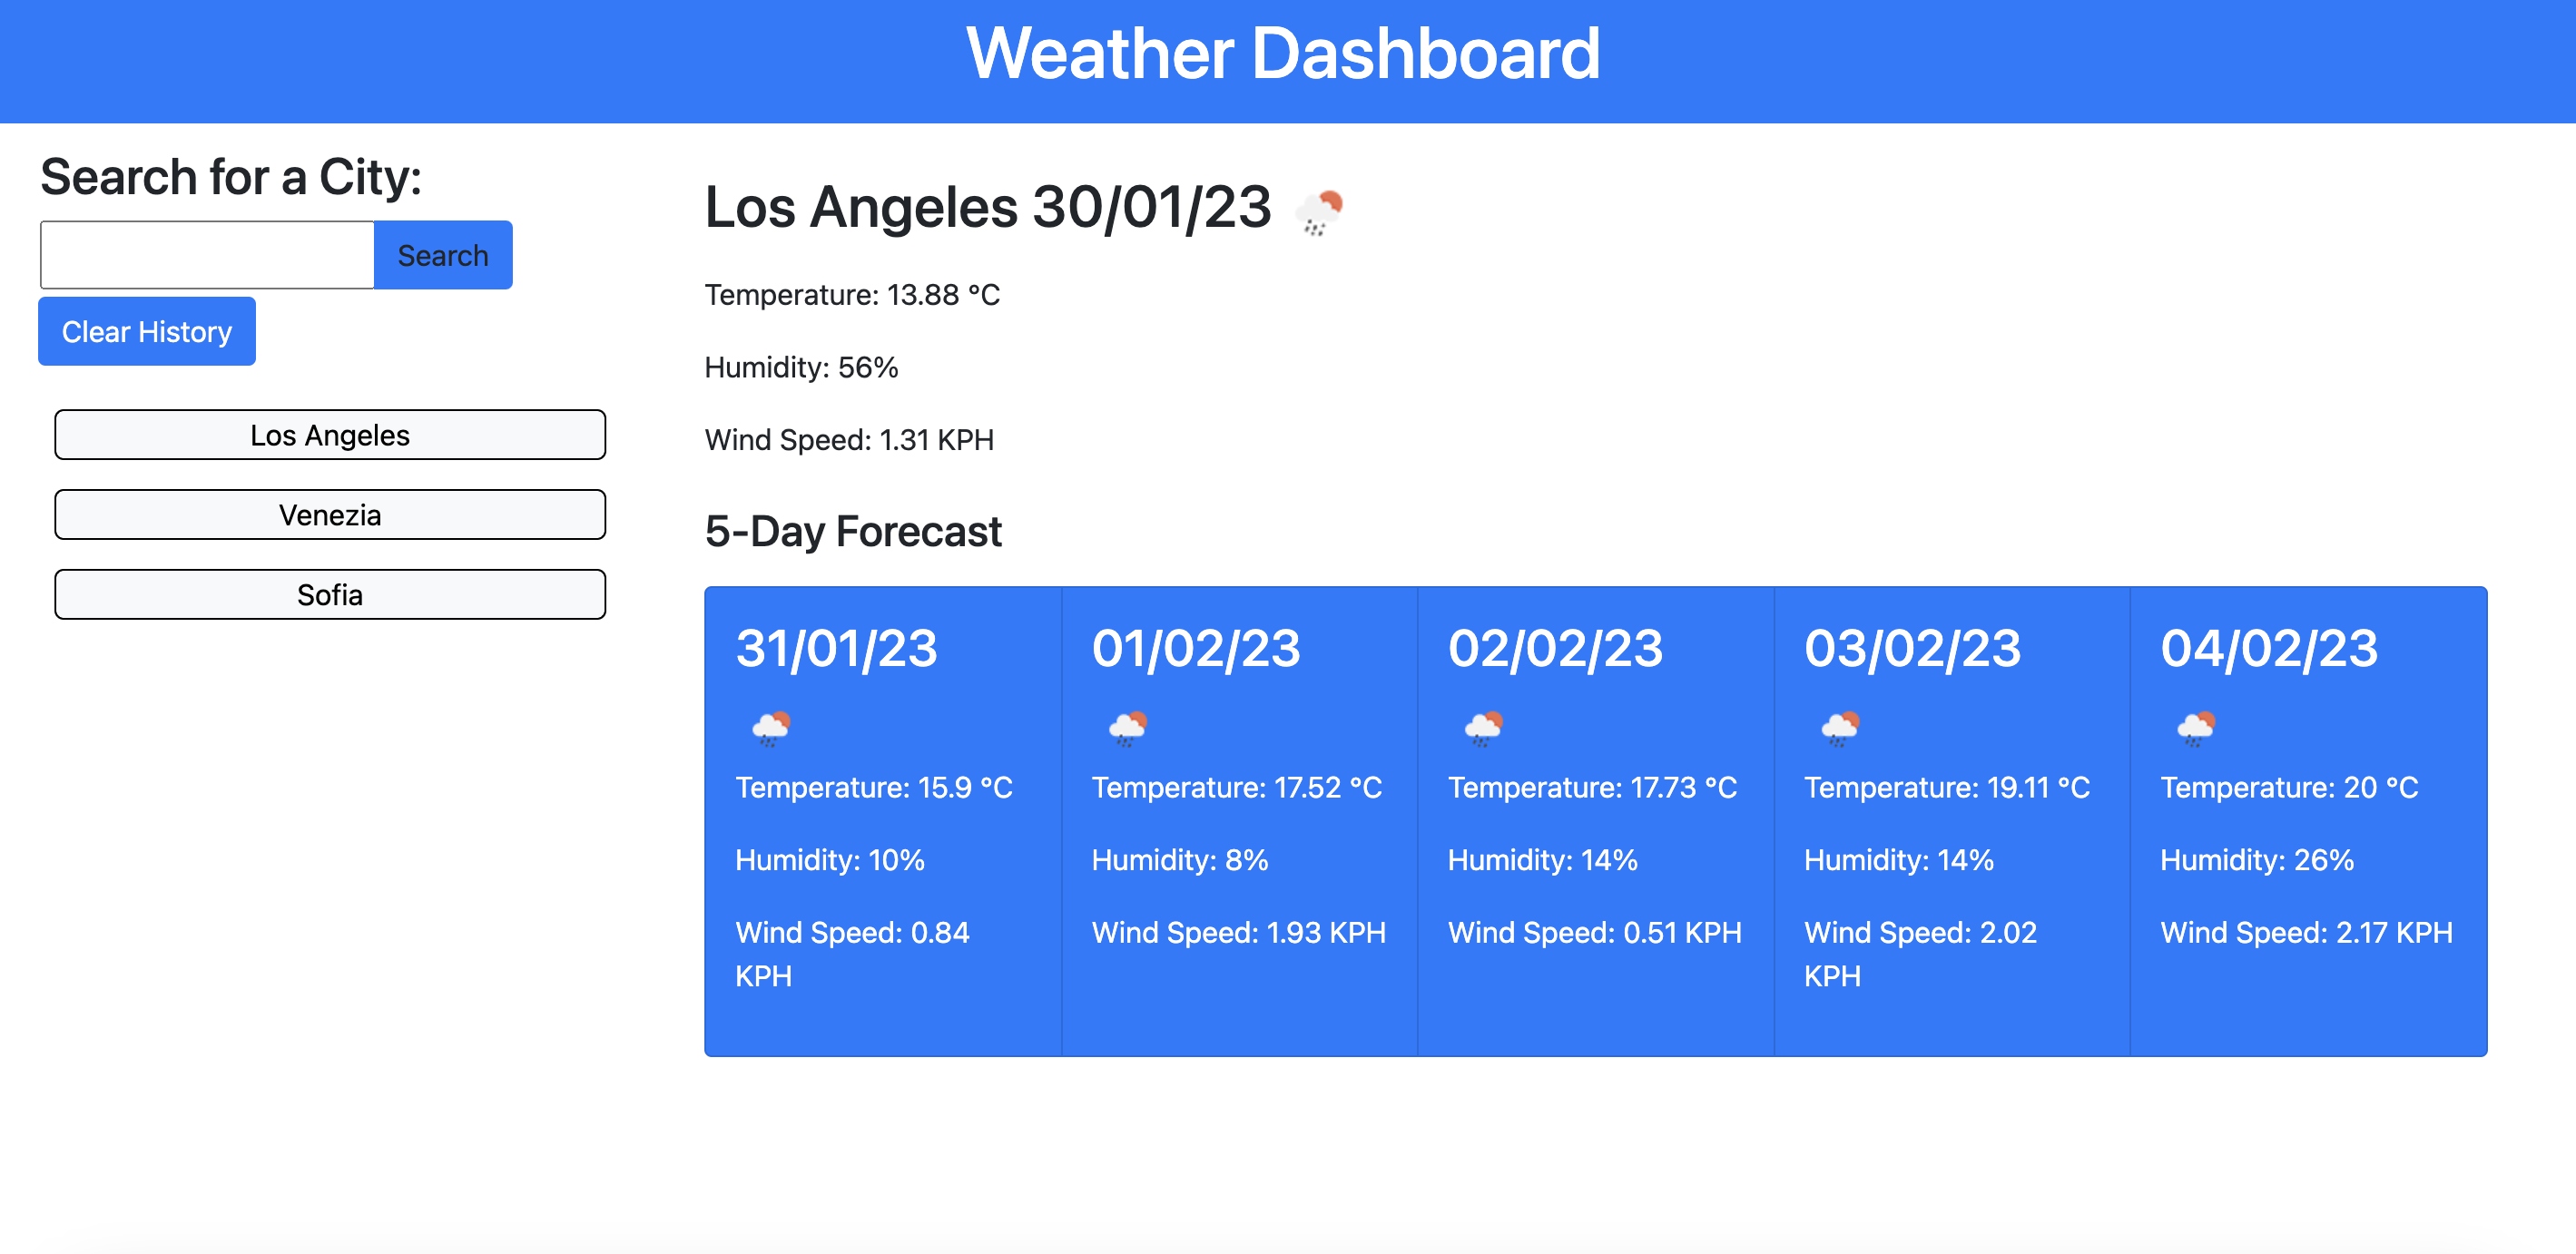 Weather Dashboard
Search for a City:
Search
Clear History
Los Angeles
Venezia
Sofia
Los Angeles 30/01/23
Temperature: 13.88 °C
Humidity: 56%
Wind Speed: 1.31 KPH
5-Day Forecast
31/01/23
Temperature: 15.9 °C
Humidity: 10%
Wind Speed: 0.84
KPH
01/02/23
Temperature: 17.52 °C
Humidity: 8%
Wind Speed: 1.93 KPH
02/02/23
Temperature: 17.73 °C
Humidity: 14%
Wind Speed: 0.51 KPH
03/02/23
Temperature: 19.11 °C
Humidity: 14%
Wind Speed: 2.02
KPH
04/02/23
Temperature: 20 °C
Humidity: 26%
Wind Speed: 2.17 KPH